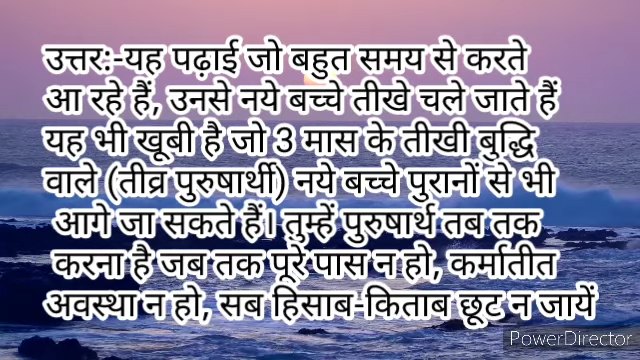 उत्तर:-यह पढ़ाई जो बहुत समय से करते
आ रहे हैं, उनसे नये बच्चे तीखे चले जाते हैं
यह भी खूबी है जो 3 मास के तीखी बुद्धि
वाले (तीव्र पुरुषार्थी) नये बच्चे पुरानों से भी
आगे जा सकते हैं। तुम्हें पुरुषार्थ तब तक
करना है जब तक पूरे पास न हो, कर्मातीत
अवस्था न हो, सब हिसाब-किताब छूट न जायें
PowerDirector